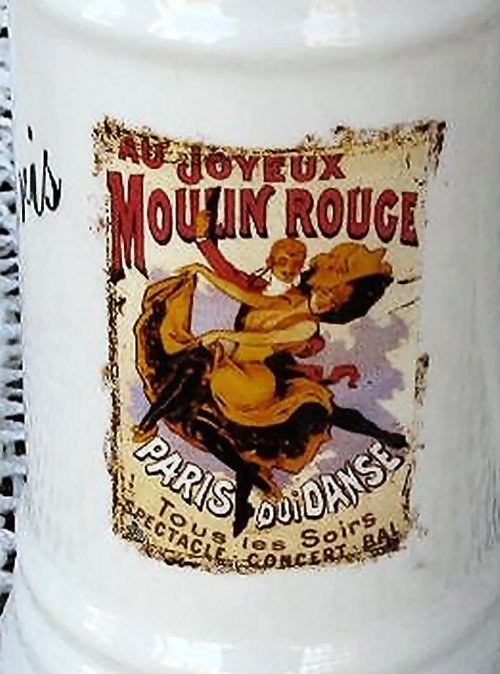 AU JOYEUX
MOULIN ROUGE
PARIS QUI DANSE
Tous les Soirs
SPECTACLE CONCERT BAL